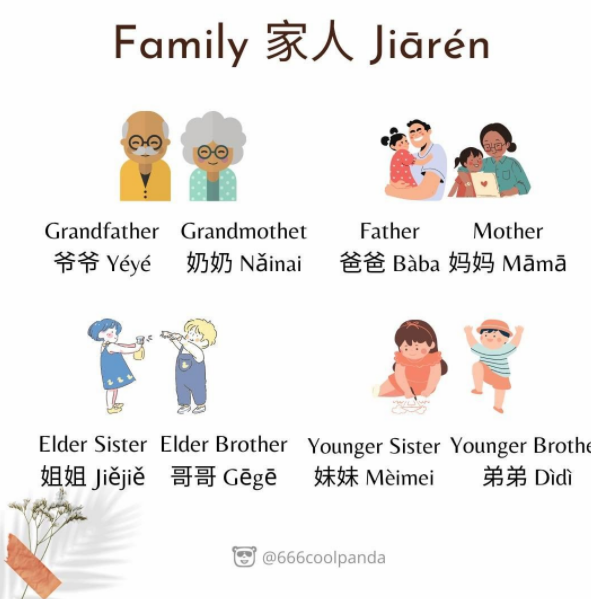 Family 家人 Jiārén
Grandfather Grandmothet
爷爷 Yéyé 奶奶 Nǎinai
Father Mother
爸爸 Bàba 妈妈 Māmā
Elder Sister Elder Brother
姐姐 Jiějiě 哥哥 Gēgē
Younger Sister Younger Brothe
妹妹 Mèimei 弟弟 Dìdì
@666coolpanda